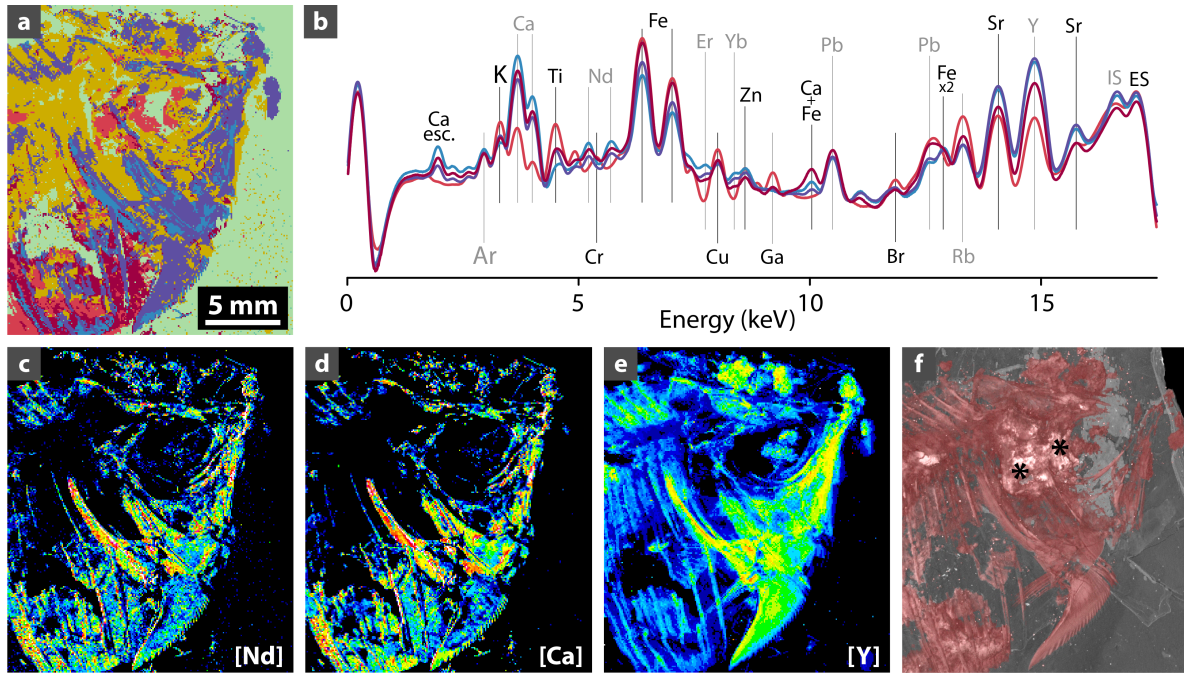 a
5 mm
b
Ca
esc.
Ar
K
Ca
Ti
Nd
Cr
Fe
Er
Yb
Cu
Zn
Ga
Ca
+
Fe
Pb
Br
Pb
Fe
x2
Rb
Sr
Y
Sr
IS
ES
0
5
10
15
Energy (keV)
c
[Nd]
d
[Ca]
e
[Y]
f
*
*